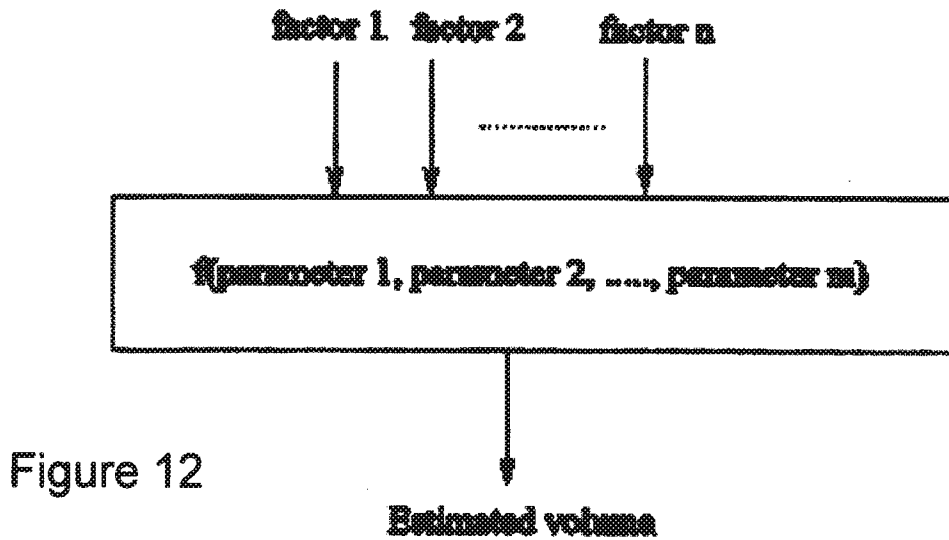 factor 1 factor 2 factor n
.................
f(parameter 1, parameter 2, ....., parameter m)
Figure 12
Estimated volume